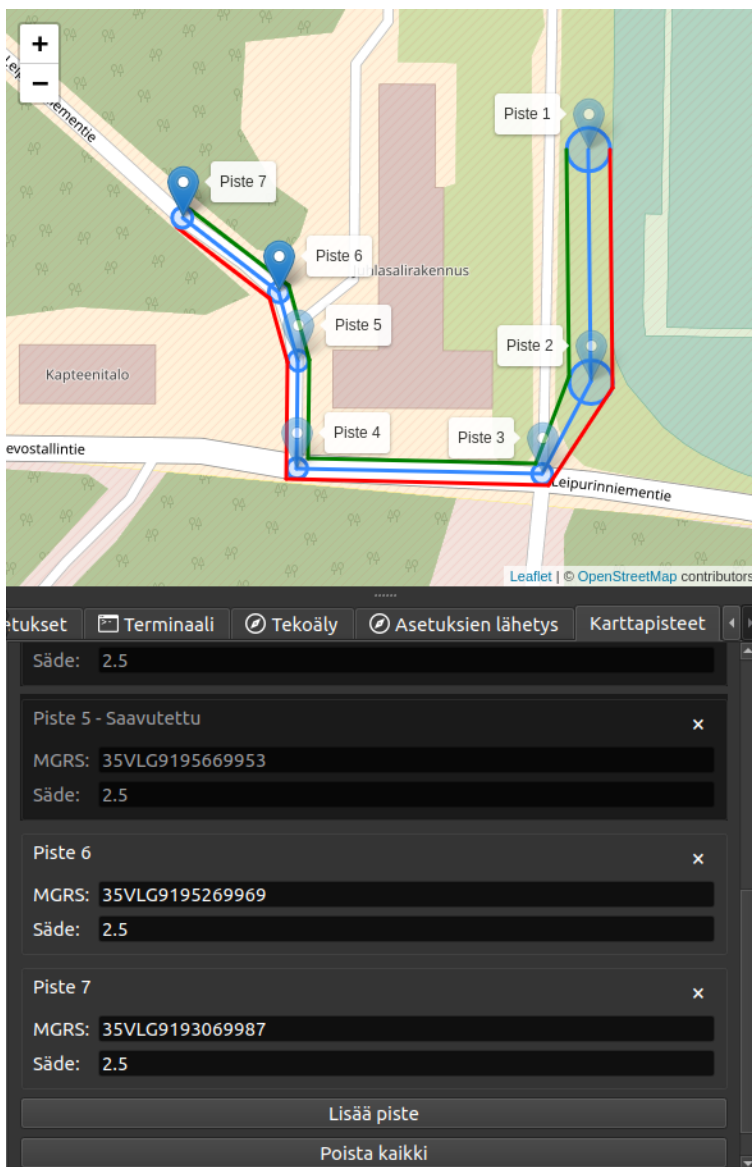 +
−
Leipurinniementie
Piste 1
Piste 7
Piste 6
Juhlasalirakennus
Piste 5
Piste 2
Kapteenitalo
Piste 4
Piste 3
evostallintie
Leipurinniementie
Leaflet | © OpenStreetMap contributors
etukset
Terminaali
Tekoäly
Asetuksien lähetys
Karttapisteet
Säde: 2.5
Piste 5 - Saavutettu ×
MGRS: 35VLG9195669953
Säde: 2.5
Piste 6 ×
MGRS: 35VLG9195269969
Säde: 2.5
Piste 7 ×
MGRS: 35VLG9193069987
Säde: 2.5
Lisää piste
Poista kaikki